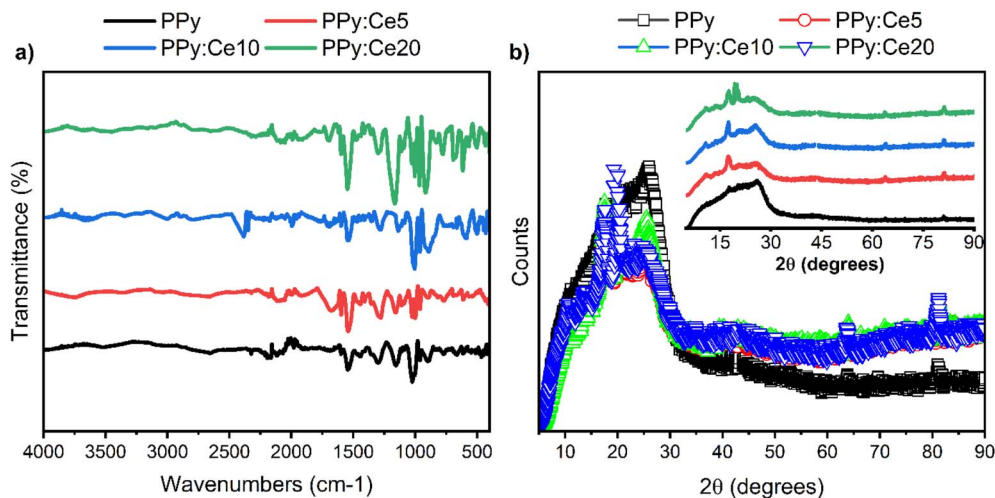 PPy PPy:Ce5
PPy:Ce10 PPy:Ce20
a)
Transmittance (%)
4000 3500 3000 2500 2000 1500 1000 500
Wavenumbers (cm-1)
PPy PPy:Ce5
PPy:Ce10 PPy:Ce20
b)
Counts
15 30 45 60 75 90
2θ (degrees)
10 20 30 40 50 60 70 80 90
2θ (degrees)